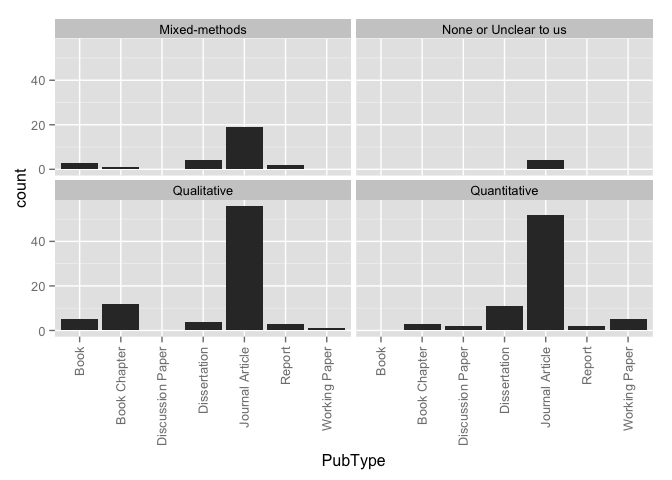 Mixed-methods
None or Unclear to us
40
20
0
count
Qualitative
Quantitative
40
20
0
Book
Book Chapter
Discussion Paper
Dissertation
Journal Article
Report
Working Paper
Book
Book Chapter
Discussion Paper
Dissertation
Journal Article
Report
Working Paper
PubType